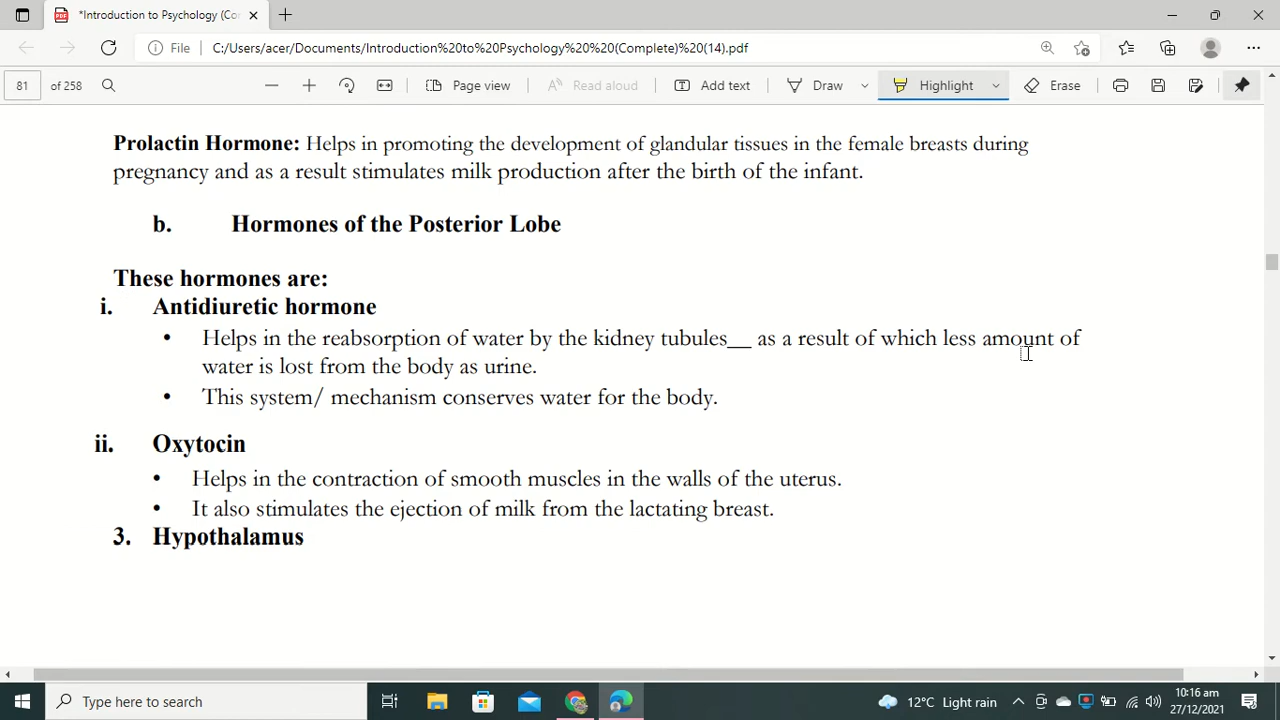 *Introduction to Psychology (Co
File C:/Users/acer/Documents/Introduction%20to%20Psychology%20%20(Complete)%20(14).pdf
81 of 258 Page view Read aloud Add text Draw Highlight Erase
Prolactin Hormone: Helps in promoting the development of glandular tissues in the female breasts during
pregnancy and as a result stimulates milk production after the birth of the infant.
b. Hormones of the Posterior Lobe
These hormones are:
i. Antidiuretic hormone
• Helps in the reabsorption of water by the kidney tubules__ as a result of which less amount of
water is lost from the body as urine.
• This system/ mechanism conserves water for the body.
ii. Oxytocin
• Helps in the contraction of smooth muscles in the walls of the uterus.
• It also stimulates the ejection of milk from the lactating breast.
3. Hypothalamus
Type here to search 12°C Light rain 10:16 am
27/12/2021